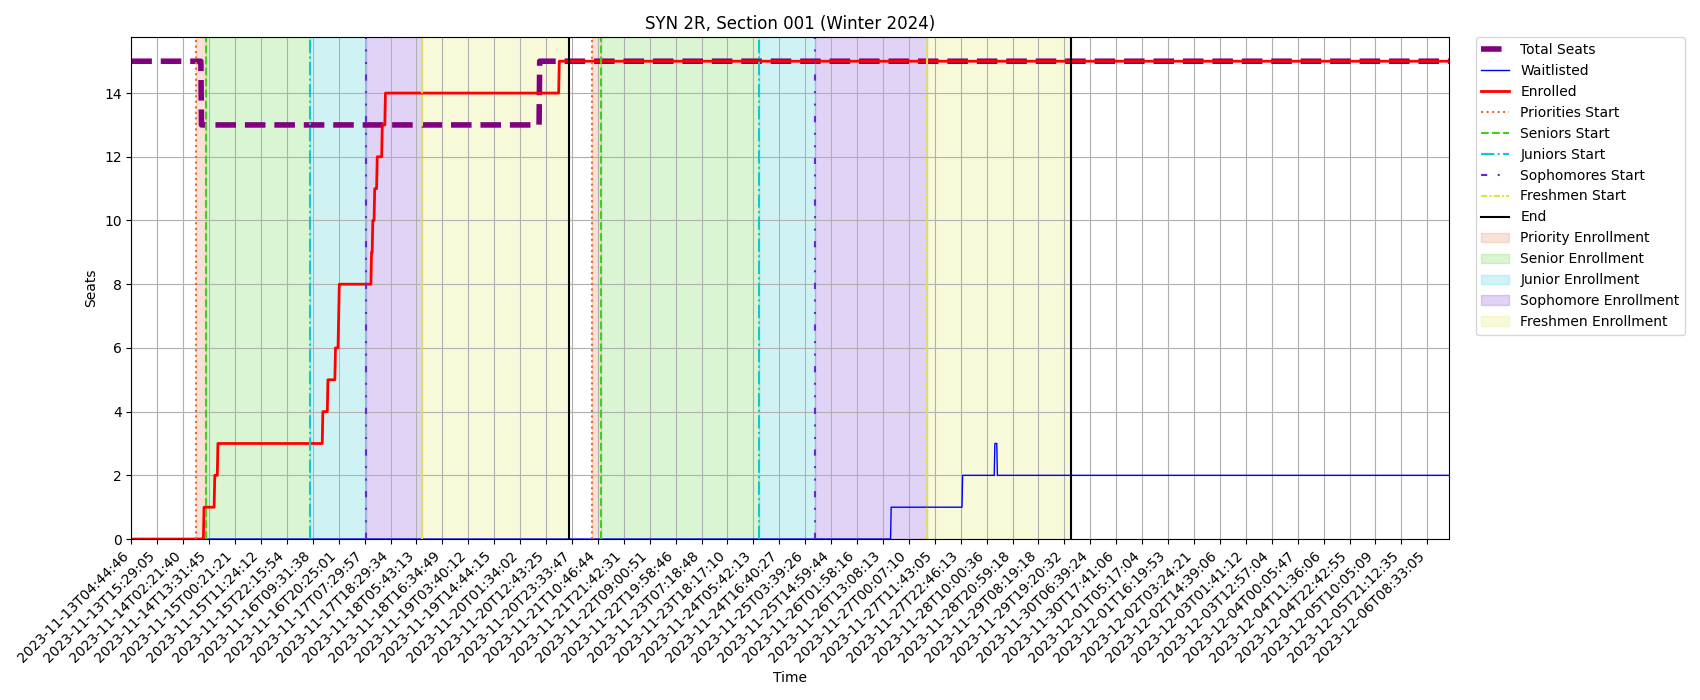 SYN 2R, Section 001 (Winter 2024)
Total Seats
Waitlisted
Enrolled
Priorities Start
Seniors Start
Juniors Start
Sophomores Start
Freshmen Start
End
Priority Enrollment
Senior Enrollment
Junior Enrollment
Sophomore Enrollment
Freshmen Enrollment
Seats
14
12
10
8
6
4
2
0
2023-11-13T04:44:46
2023-11-13T15:29:05
2023-11-14T02:21:40
2023-11-14T13:31:45
2023-11-15T00:21:21
2023-11-15T11:24:12
2023-11-15T22:15:54
2023-11-16T09:31:38
2023-11-16T20:25:01
2023-11-17T07:29:57
2023-11-17T18:29:34
2023-11-18T05:43:13
2023-11-18T16:34:49
2023-11-19T03:40:12
2023-11-19T14:44:15
2023-11-20T01:34:02
2023-11-20T12:43:25
2023-11-20T23:33:47
2023-11-21T10:46:44
2023-11-21T21:42:31
2023-11-22T09:00:51
2023-11-22T19:58:46
2023-11-23T07:18:48
2023-11-23T18:17:10
2023-11-24T05:42:13
2023-11-24T16:40:27
2023-11-25T03:39:26
2023-11-25T14:59:44
2023-11-26T01:58:16
2023-11-26T13:08:13
2023-11-27T00:07:10
2023-11-27T11:43:05
2023-11-27T22:46:13
2023-11-28T10:00:36
2023-11-28T20:59:18
2023-11-29T08:19:18
2023-11-29T19:20:32
2023-11-30T06:39:24
2023-11-30T17:41:06
2023-12-01T05:17:04
2023-12-01T16:19:53
2023-12-02T03:24:21
2023-12-02T14:39:06
2023-12-03T01:41:12
2023-12-03T12:57:04
2023-12-04T00:05:47
2023-12-04T11:36:06
2023-12-04T22:42:55
2023-12-05T10:05:09
2023-12-05T21:12:35
2023-12-06T08:33:05
Time